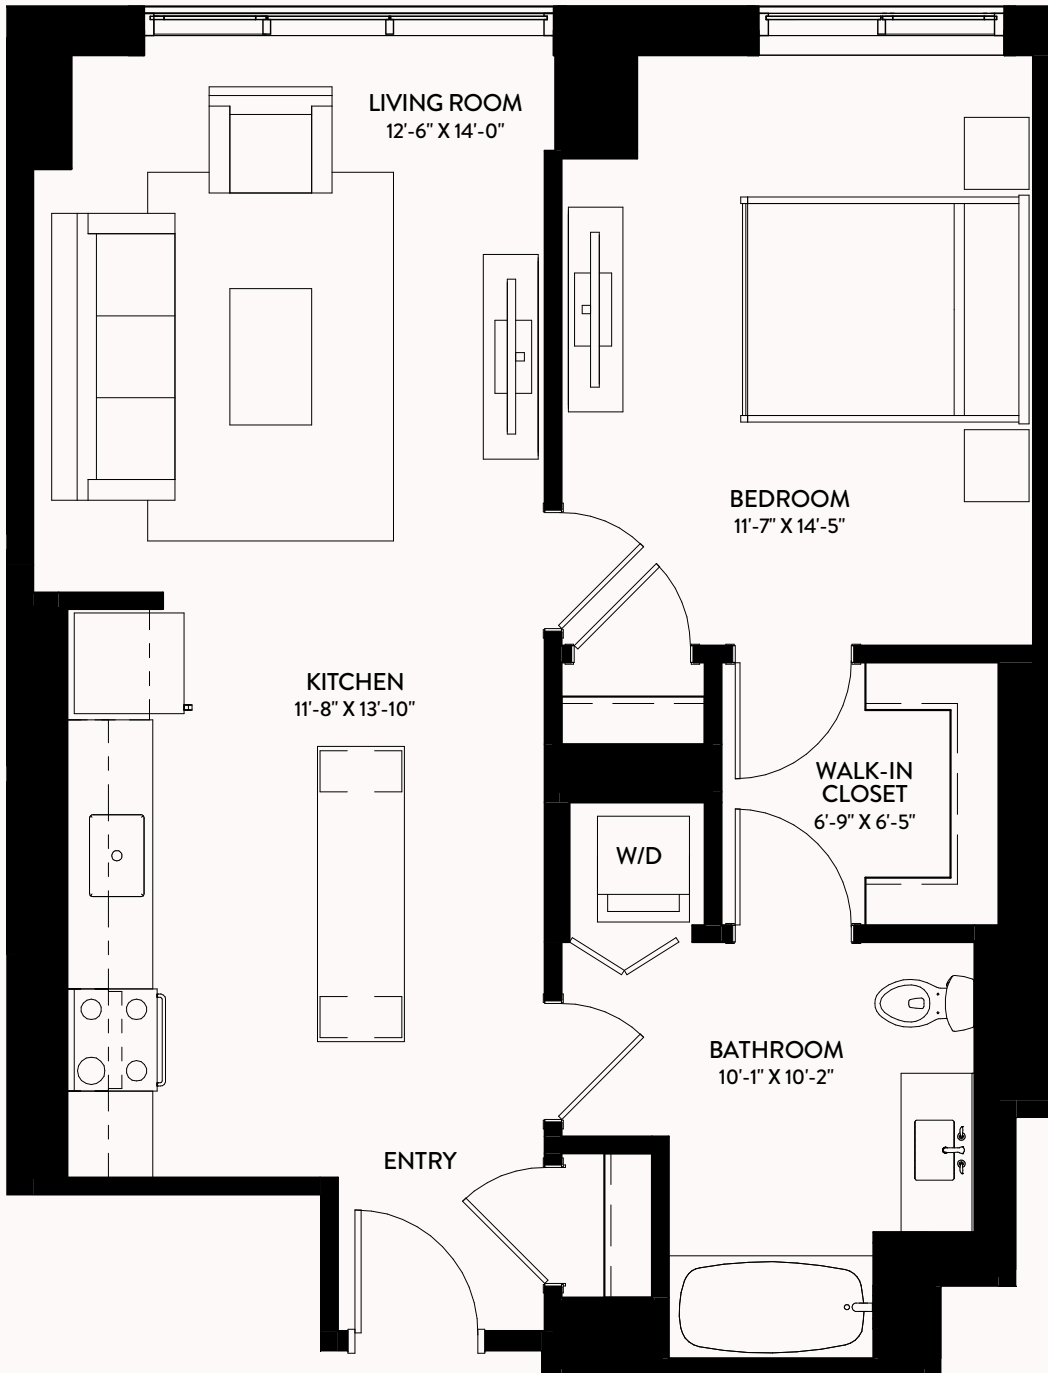 LIVING ROOM
12'-6" X 14'-0"
BEDROOM
11'-7" X 14'-5"
KITCHEN
11'-8" X 13'-10"
WALK-IN
CLOSET
6'-9" X 6'-5"
W/D
BATHROOM
10'-1" X 10'-2"
ENTRY